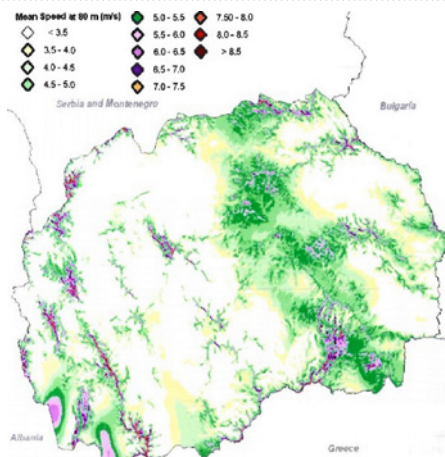 Mean Speed at 80 m (m/s)
< 3.5
3.5 - 4.0
4.0 - 4.5
4.5 - 5.0
5.0 - 5.5
5.5 - 6.0
6.0 - 6.5
6.5 - 7.0
7.0 - 7.5
7.50 - 8.0
8.0 - 8.5
> 8.5
Serbia and Montenegro
Bulgaria
Albania
Greece